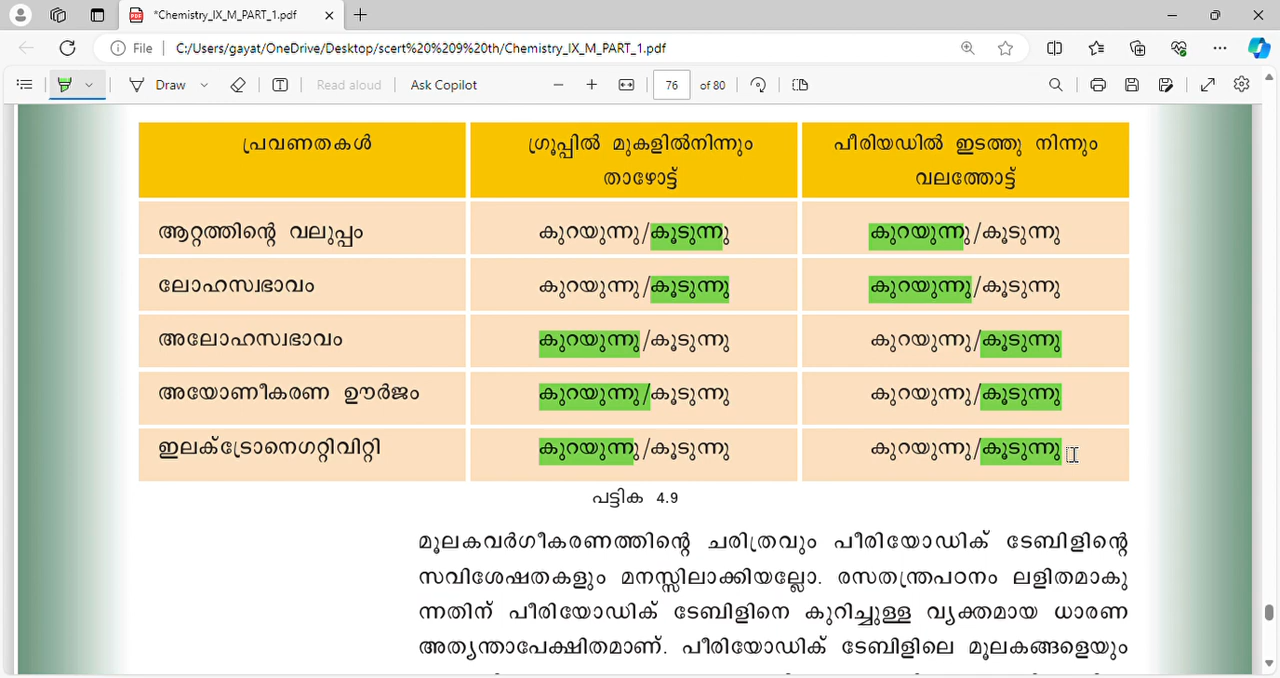 *Chemistry_IX_M_PART_1.pdf
File C:/Users/gayat/OneDrive/Desktop/scert%20%209%20th/Chemistry_IX_M_PART_1.pdf
Draw Read aloud Ask Copilot 76 of 80
പ്രവണതകൾ
ഗ്രൂപ്പിൽ മുകളിൽനിന്നും
താഴോട്ട്
പീരിയഡിൽ ഇടത്തു നിന്നും
വലത്തോട്ട്
ആറ്റത്തിന്റെ വലുപ്പം കുറയുന്നു/കൂടുന്നു കുറയുന്നു/കൂടുന്നു
ലോഹസ്വഭാവം കുറയുന്നു/കൂടുന്നു കുറയുന്നു/കൂടുന്നു
അലോഹസ്വഭാവം കുറയുന്നു/കൂടുന്നു കുറയുന്നു/കൂടുന്നു
അയോണീകരണ ഊർജം കുറയുന്നു/കൂടുന്നു കുറയുന്നു/കൂടുന്നു
ഇലക്ട്രോനെഗറ്റിവിറ്റി കുറയുന്നു/കൂടുന്നു കുറയുന്നു/കൂടുന്നു
പട്ടിക 4.9
മൂലകവർഗീകരണത്തിന്റെ ചരിത്രവും പീരിയോഡിക് ടേബിളിന്റെ
സവിശേഷതകളും മനസ്സിലാക്കിയല്ലോ. രസതന്ത്രപഠനം ലളിതമാകു
ന്നതിന് പീരിയോഡിക് ടേബിളിനെ കുറിച്ചുള്ള വ്യക്തമായ ധാരണ
അത്യന്താപേക്ഷിതമാണ്. പീരിയോഡിക് ടേബിളിലെ മൂലകങ്ങളെയും